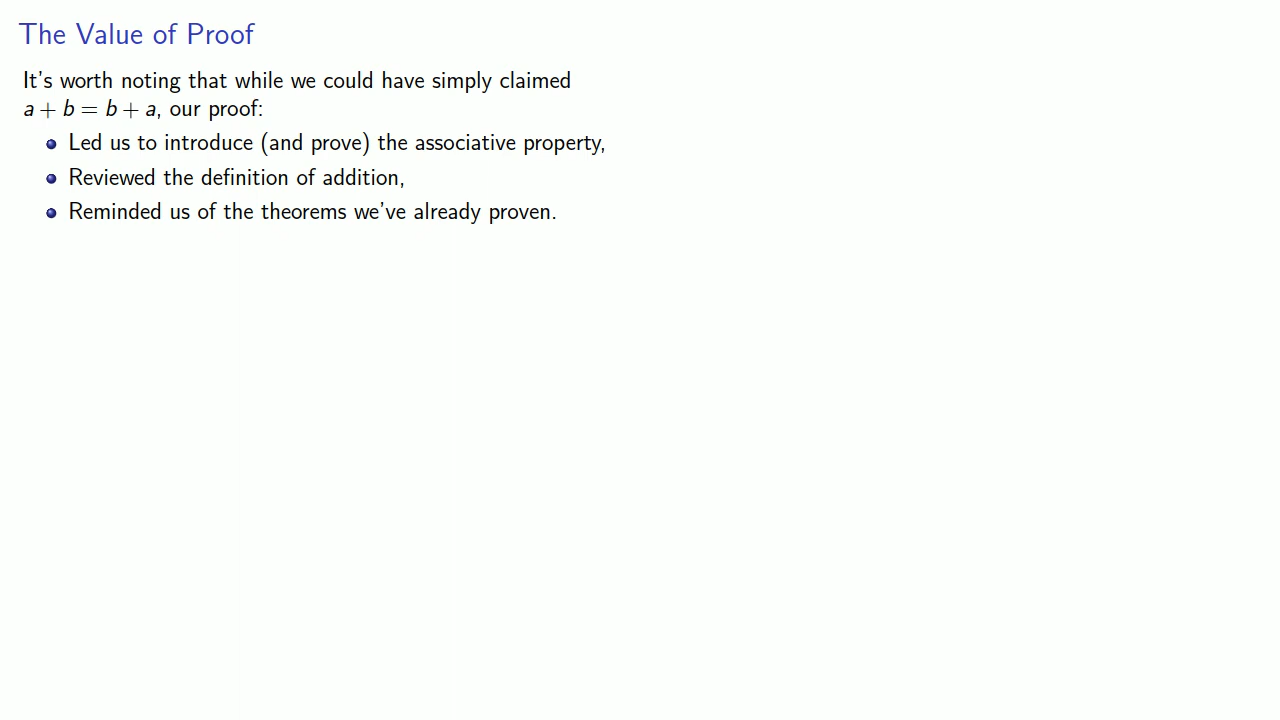 The Value of Proof
It's worth noting that while we could have simply claimed
a + b = b + a, our proof:
Led us to introduce (and prove) the associative property,
Reviewed the definition of addition,
Reminded us of the theorems we've already proven.